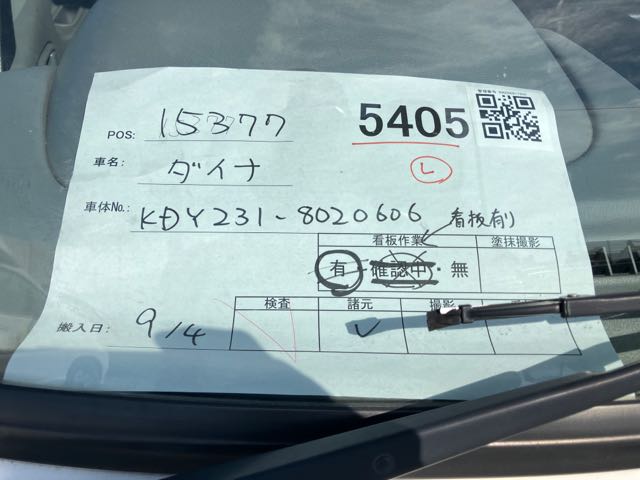 POS: 15377
5405
車名: ダイナ
L
車体No.: KDY231-8020606
看板有り
看板作業
塗抹撮影
有・確認中・無
検査
諸元
撮影
搬入日: 9/4
✓